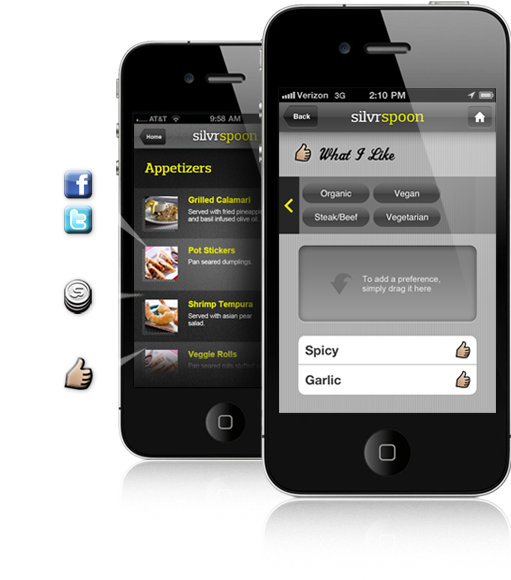 AT&T 9:58 AM
Home silvrspoon
Appetizers
Grilled Calamari
Served with fried pineapple
and basil infused olive oil.
Pot Stickers
Pan seared dumplings.
Shrimp Tempura
Served with asian pear
salad.
Veggie Rolls
Pan seared rolly stuffed
Verizon 3G 2:10 PM
Back silvrspoon
What I Like
Organic Vegan
Steak/Beef Vegetarian
To add a preference,
simply drag it here
Spicy
Garlic
f
t
S